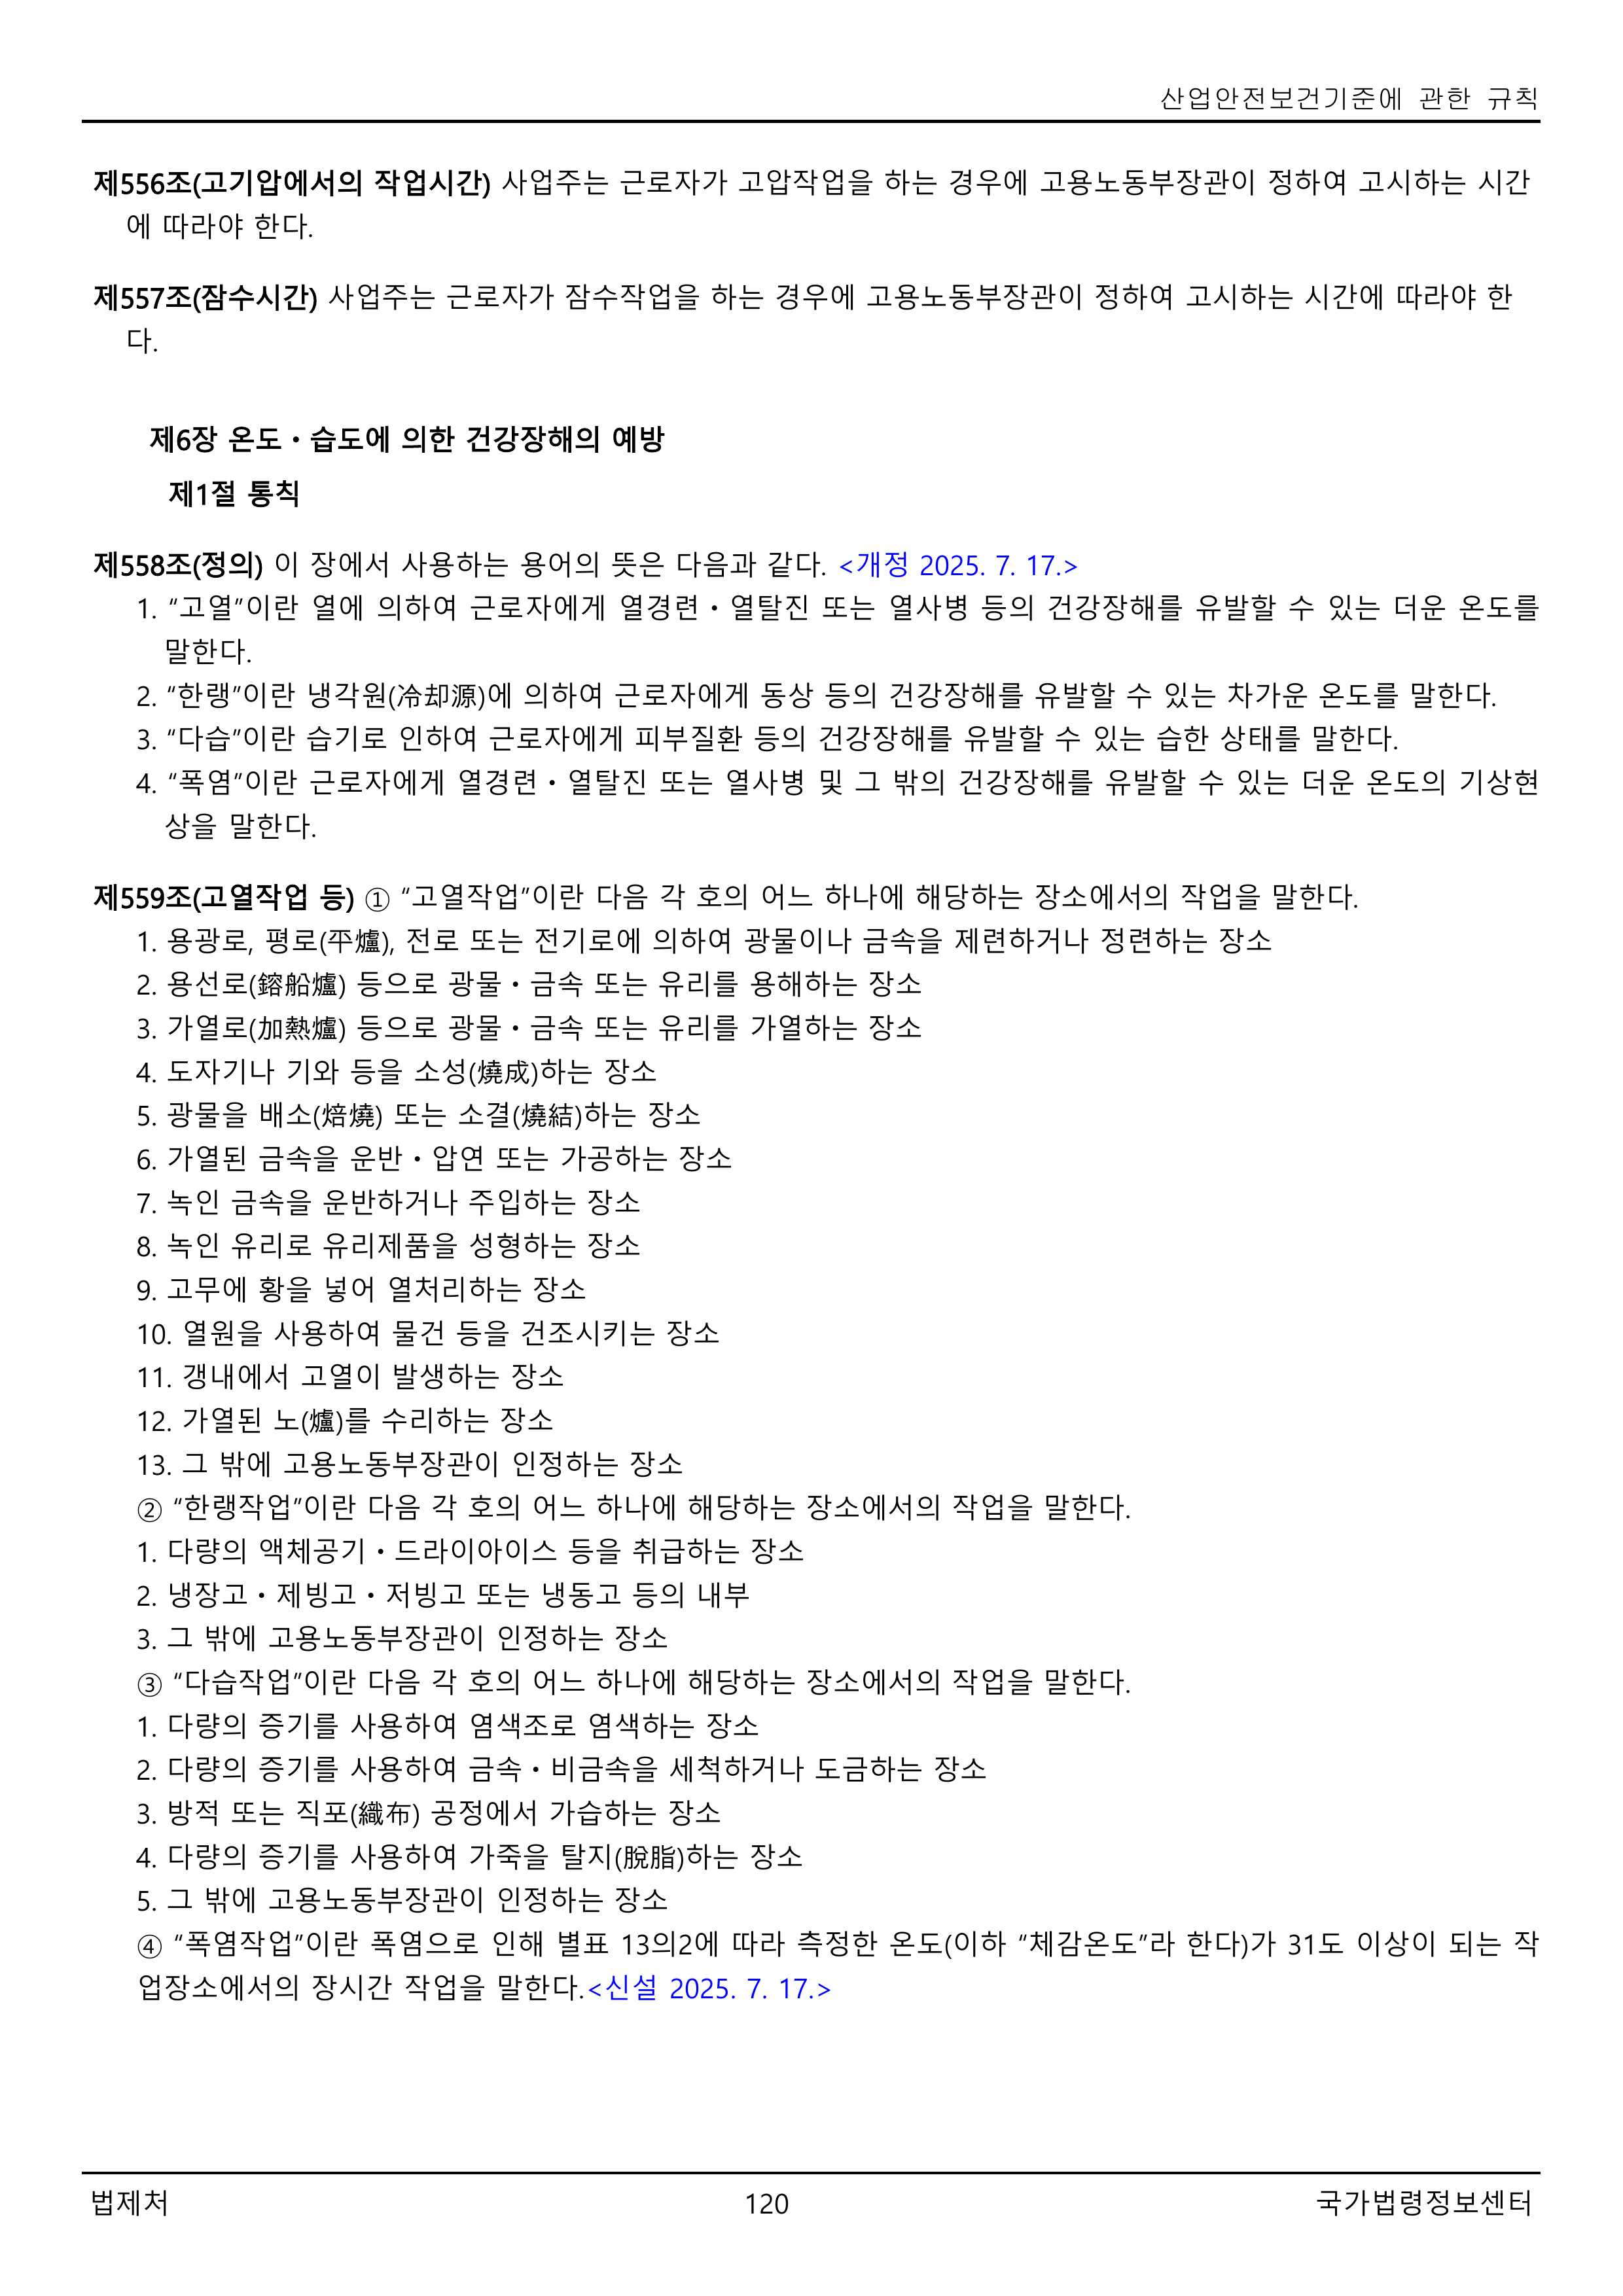 산업안전보건기준에 관한 규칙
제556조(고기압에서의 작업시간) 사업주는 근로자가 고압작업을 하는 경우에 고용노동부장관이 정하여 고시하는 시간
에 따라야 한다.
제557조(잠수시간) 사업주는 근로자가 잠수작업을 하는 경우에 고용노동부장관이 정하여 고시하는 시간에 따라야 한
다.
제6장 온도ㆍ습도에 의한 건강장해의 예방
제1절 통칙
제558조(정의) 이 장에서 사용하는 용어의 뜻은 다음과 같다. <개정 2025. 7. 17.>
1. “고열”이란 열에 의하여 근로자에게 열경련ㆍ열탈진 또는 열사병 등의 건강장해를 유발할 수 있는 더운 온도를
말한다.
2. “한랭”이란 냉각원(冷却源)에 의하여 근로자에게 동상 등의 건강장해를 유발할 수 있는 차가운 온도를 말한다.
3. “다습”이란 습기로 인하여 근로자에게 피부질환 등의 건강장해를 유발할 수 있는 습한 상태를 말한다.
4. “폭염”이란 근로자에게 열경련ㆍ열탈진 또는 열사병 및 그 밖의 건강장해를 유발할 수 있는 더운 온도의 기상현
상을 말한다.
제559조(고열작업 등) ① “고열작업”이란 다음 각 호의 어느 하나에 해당하는 장소에서의 작업을 말한다.
1. 용광로, 평로(平爐), 전로 또는 전기로에 의하여 광물이나 금속을 제련하거나 정련하는 장소
2. 용선로(鎔船爐) 등으로 광물ㆍ금속 또는 유리를 용해하는 장소
3. 가열로(加熱爐) 등으로 광물ㆍ금속 또는 유리를 가열하는 장소
4. 도자기나 기와 등을 소성(燒成)하는 장소
5. 광물을 배소(焙燒) 또는 소결(燒結)하는 장소
6. 가열된 금속을 운반ㆍ압연 또는 가공하는 장소
7. 녹인 금속을 운반하거나 주입하는 장소
8. 녹인 유리로 유리제품을 성형하는 장소
9. 고무에 황을 넣어 열처리하는 장소
10. 열원을 사용하여 물건 등을 건조시키는 장소
11. 갱내에서 고열이 발생하는 장소
12. 가열된 노(爐)를 수리하는 장소
13. 그 밖에 고용노동부장관이 인정하는 장소
② “한랭작업”이란 다음 각 호의 어느 하나에 해당하는 장소에서의 작업을 말한다.
1. 다량의 액체공기ㆍ드라이아이스 등을 취급하는 장소
2. 냉장고ㆍ제빙고ㆍ저빙고 또는 냉동고 등의 내부
3. 그 밖에 고용노동부장관이 인정하는 장소
③ “다습작업”이란 다음 각 호의 어느 하나에 해당하는 장소에서의 작업을 말한다.
1. 다량의 증기를 사용하여 염색조로 염색하는 장소
2. 다량의 증기를 사용하여 금속ㆍ비금속을 세척하거나 도금하는 장소
3. 방적 또는 직포(織布) 공정에서 가습하는 장소
4. 다량의 증기를 사용하여 가죽을 탈지(脫脂)하는 장소
5. 그 밖에 고용노동부장관이 인정하는 장소
④ “폭염작업”이란 폭염으로 인해 별표 13의2에 따라 측정한 온도(이하 “체감온도”라 한다)가 31도 이상이 되는 작
업장소에서의 장시간 작업을 말한다.<신설 2025. 7. 17.>
법제처 120 국가법령정보센터